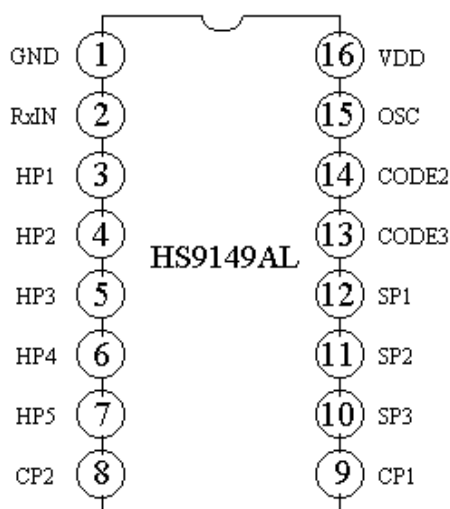 GND 1 16 VDD
RxIN 2 15 OSC
HP1 3 14 CODE2
HP2 4 13 CODE3
HS9149AL
HP3 5 12 SP1
HP4 6 11 SP2
HP5 7 10 SP3
CP2 8 9 CP1